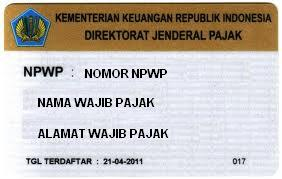 KEMENTERIAN KEUANGAN REPUBLIK INDONESIA
DIREKTORAT JENDERAL PAJAK
NPWP : NOMOR NPWP
NAMA WAJIB PAJAK
ALAMAT WAJIB PAJAK
TGL TERDAFTAR : 21-04-2011 017